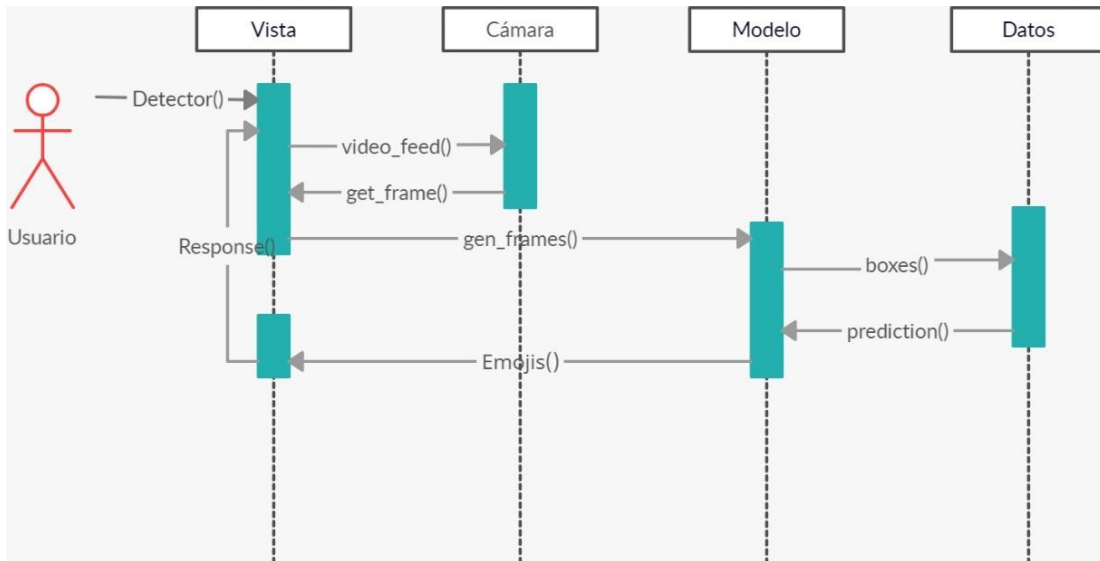 Vista
Cámara
Modelo
Datos
Detector()
video_feed()
get_frame()
Usuario
Response()
gen_frames()
boxes()
prediction()
Emojis()